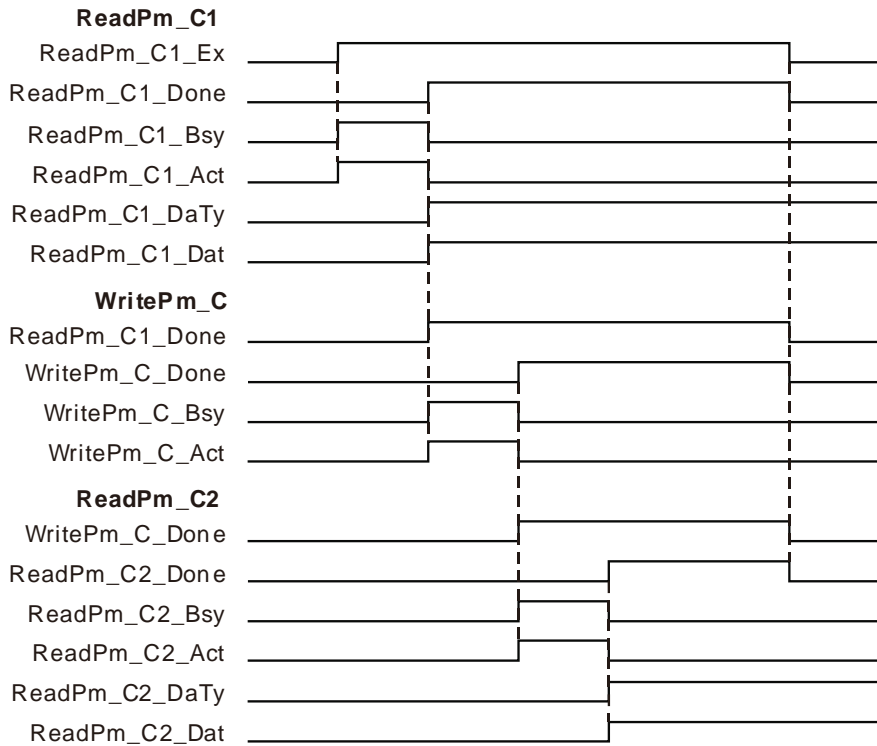 ReadPm_C1
ReadPm_C1_Ex
ReadPm_C1_Done
ReadPm_C1_Bsy
ReadPm_C1_Act
ReadPm_C1_DaTy
ReadPm_C1_Dat
WritePm_C
ReadPm_C1_Done
WritePm_C_Done
WritePm_C_Bsy
WritePm_C_Act
ReadPm_C2
WritePm_C_Done
ReadPm_C2_Done
ReadPm_C2_Bsy
ReadPm_C2_Act
ReadPm_C2_DaTy
ReadPm_C2_Dat